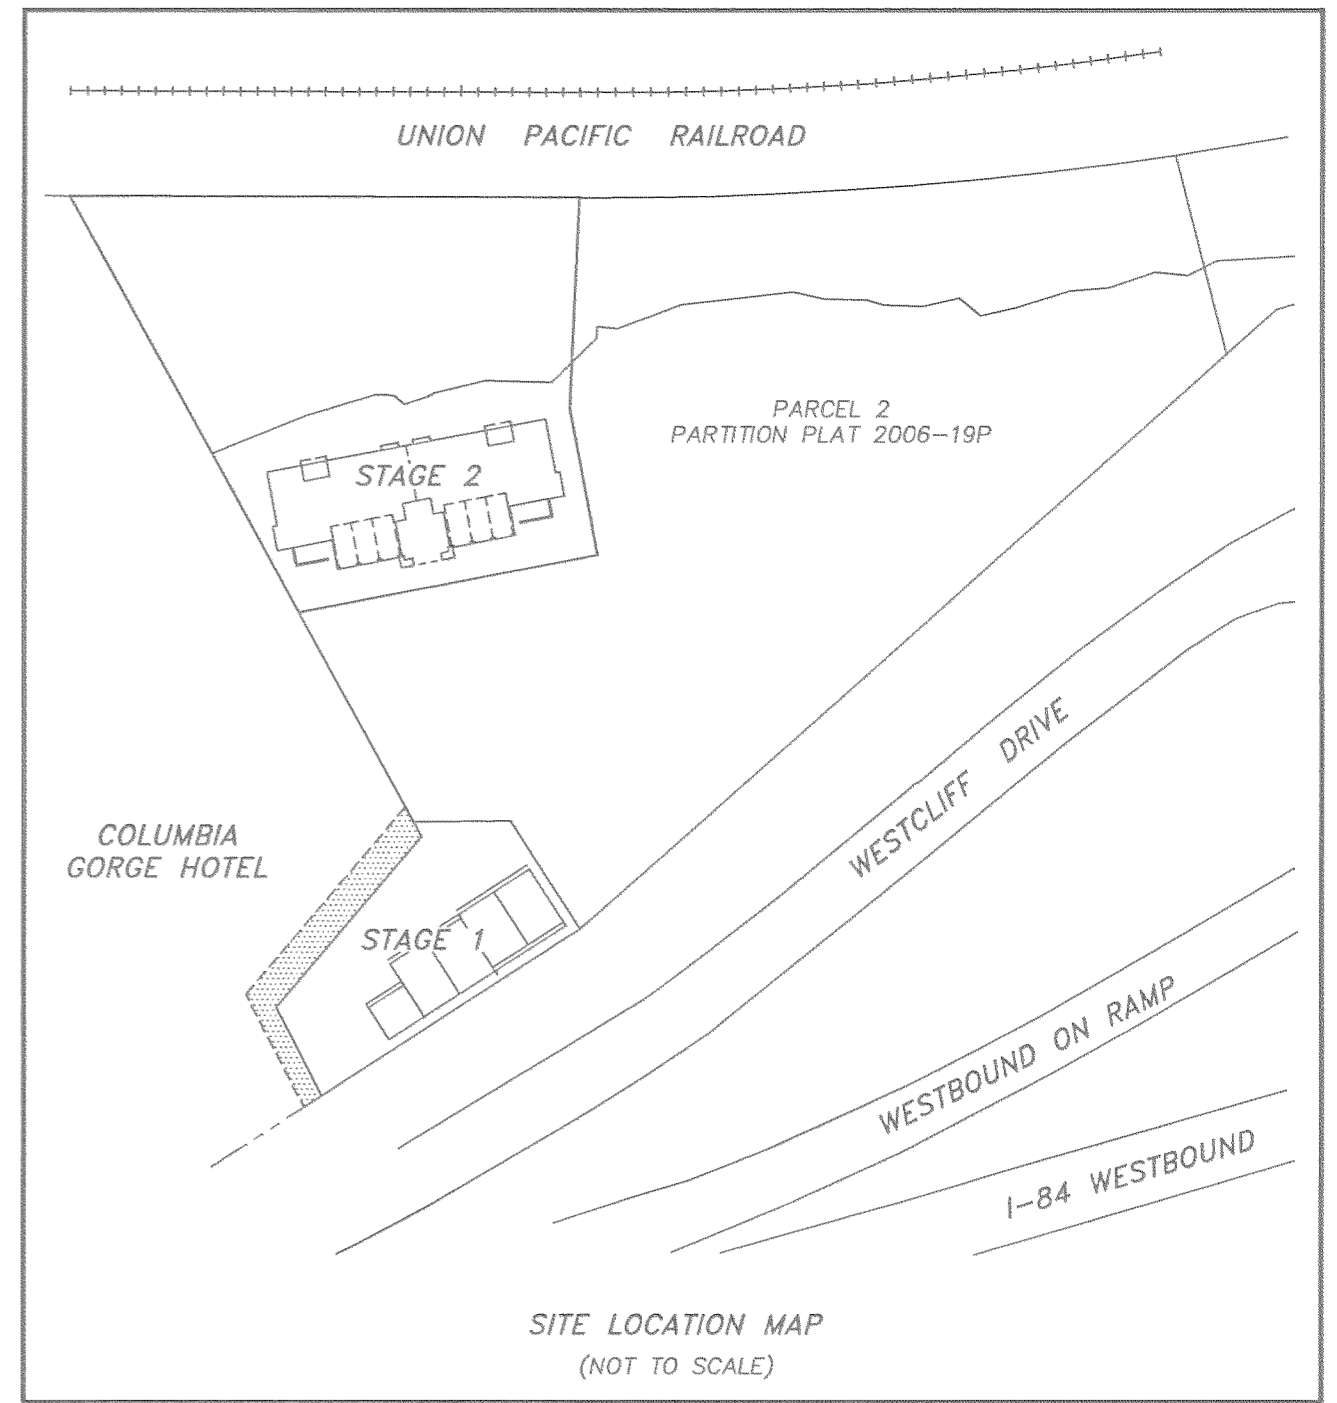 UNION PACIFIC RAILROAD
PARCEL 2
PARTITION PLAT 2006-19P
STAGE 2
WESTCLIFF DRIVE
COLUMBIA
GORGE HOTEL
STAGE 1
WESTBOUND ON RAMP
I-84 WESTBOUND
SITE LOCATION MAP
(NOT TO SCALE)